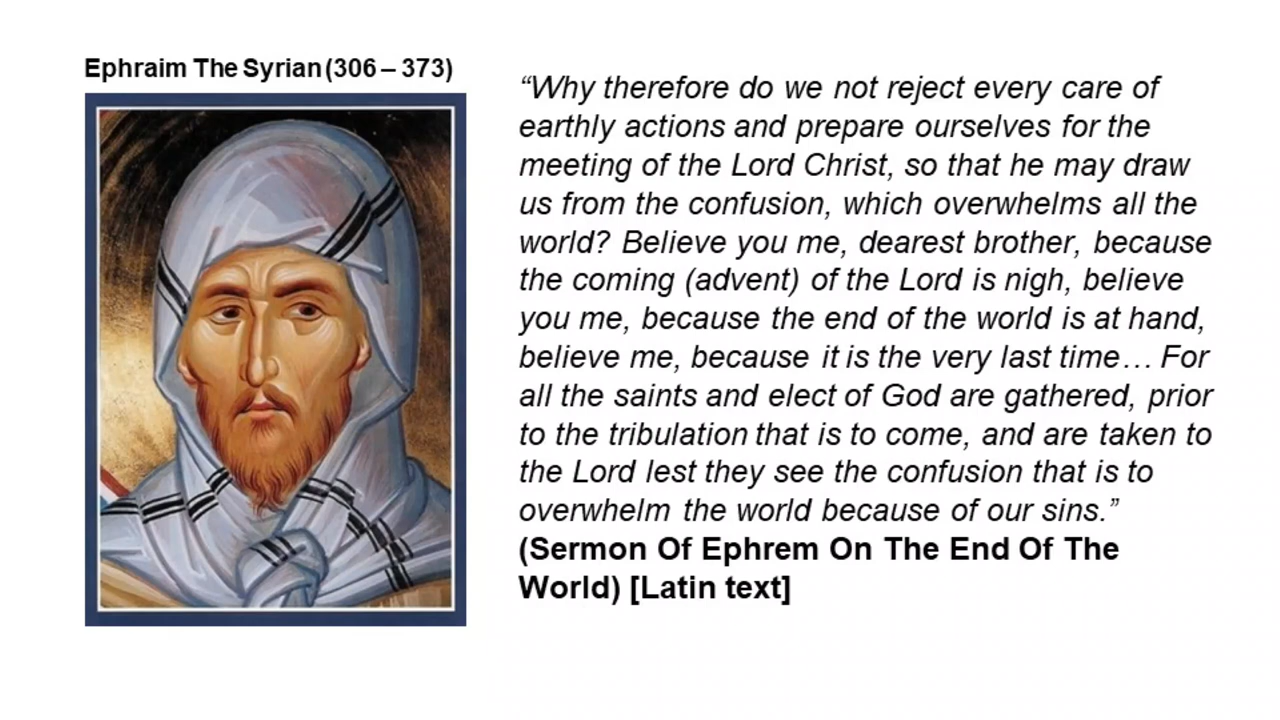 Ephraim The Syrian (306 – 373)
“Why therefore do we not reject every care of
earthly actions and prepare ourselves for the
meeting of the Lord Christ, so that he may draw
us from the confusion, which overwhelms all the
world? Believe you me, dearest brother, because
the coming (advent) of the Lord is nigh, believe
you me, because the end of the world is at hand,
believe me, because it is the very last time… For
all the saints and elect of God are gathered, prior
to the tribulation that is to come, and are taken to
the Lord lest they see the confusion that is to
overwhelm the world because of our sins.”
(Sermon Of Ephrem On The End Of The
World) [Latin text]